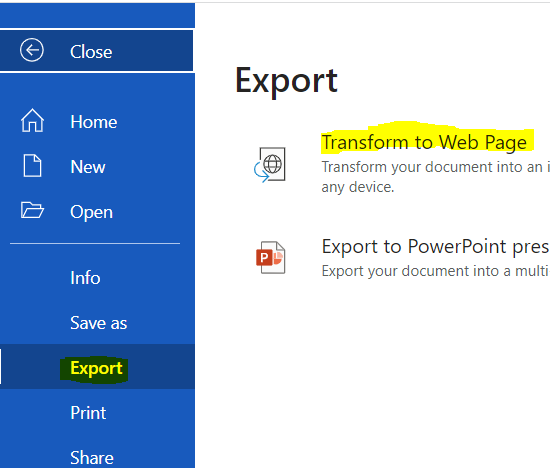 Close
Home
New
Open
Info
Save as
Export
Print
Share
Export
Transform to Web Page
Transform your document into an i
any device.
P
Export to PowerPoint pres
Export your document into a multi